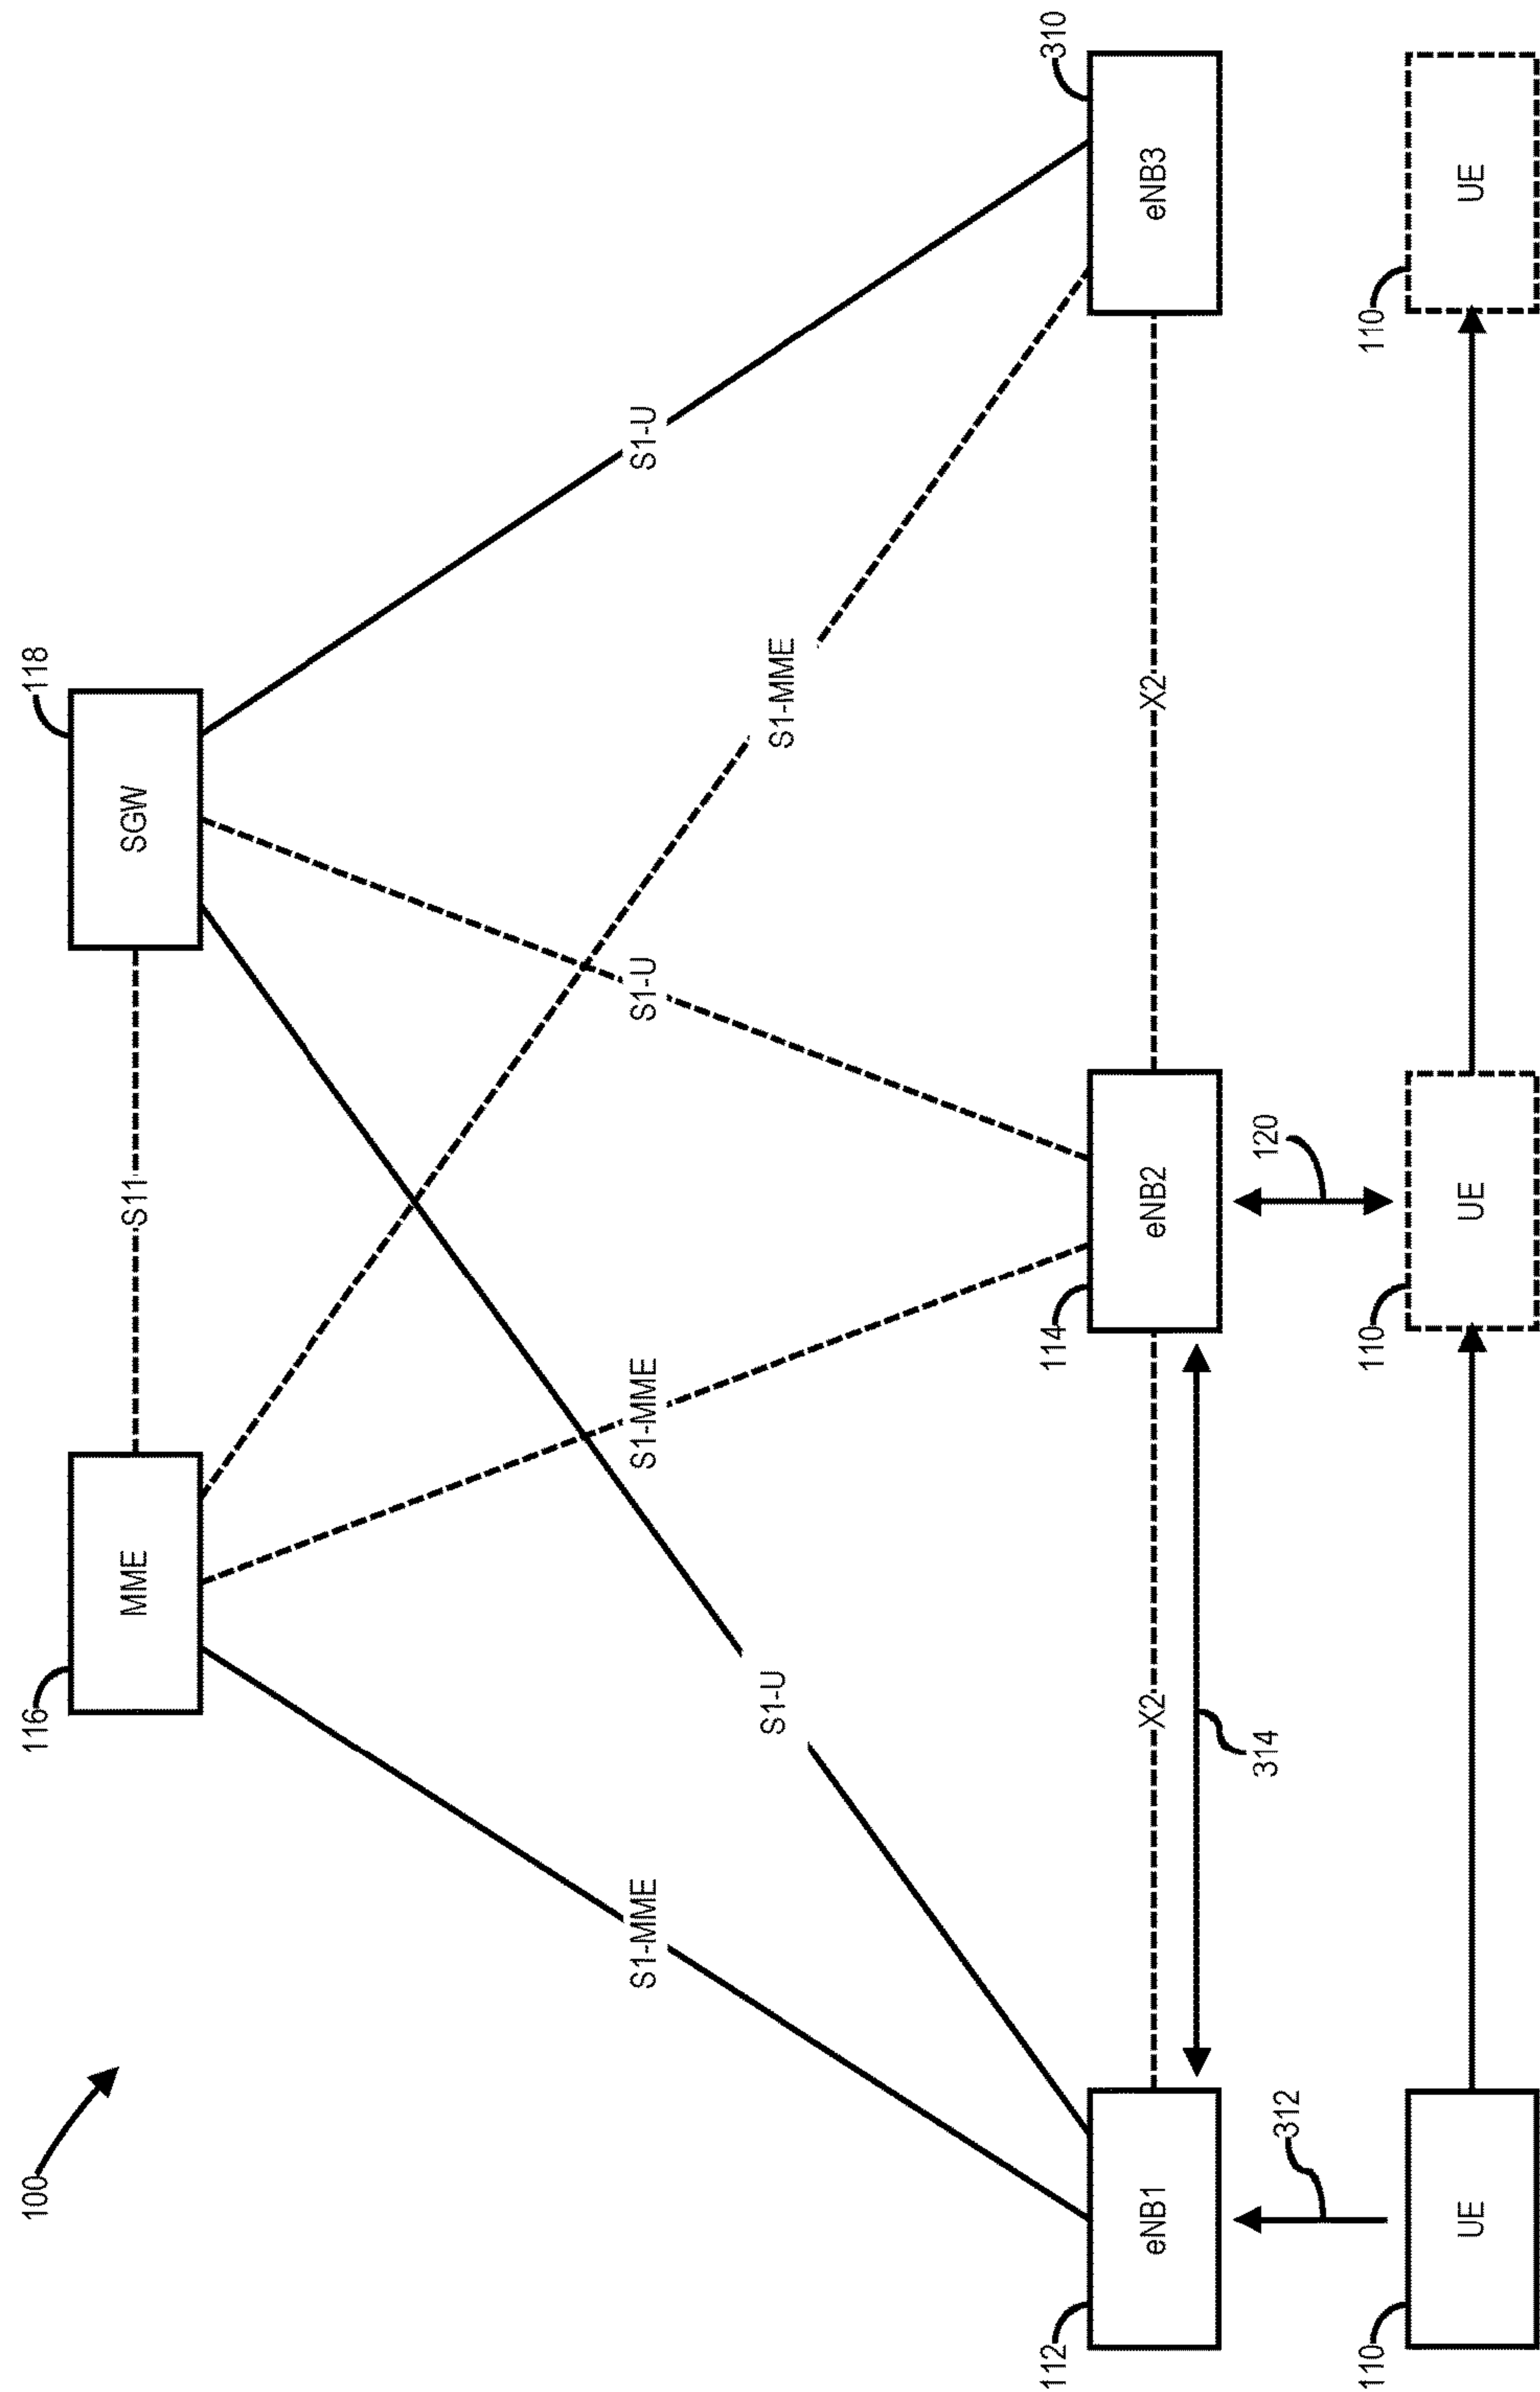 100
116
MME
S11
SGW
118
S1-MME
S1-MME
S1-U
S1-U
S1-U
S1-MME
112
eNB1
X2
114
eNB2
X2
eNB3
310
312
314
120
110
UE
110
UE
110
UE